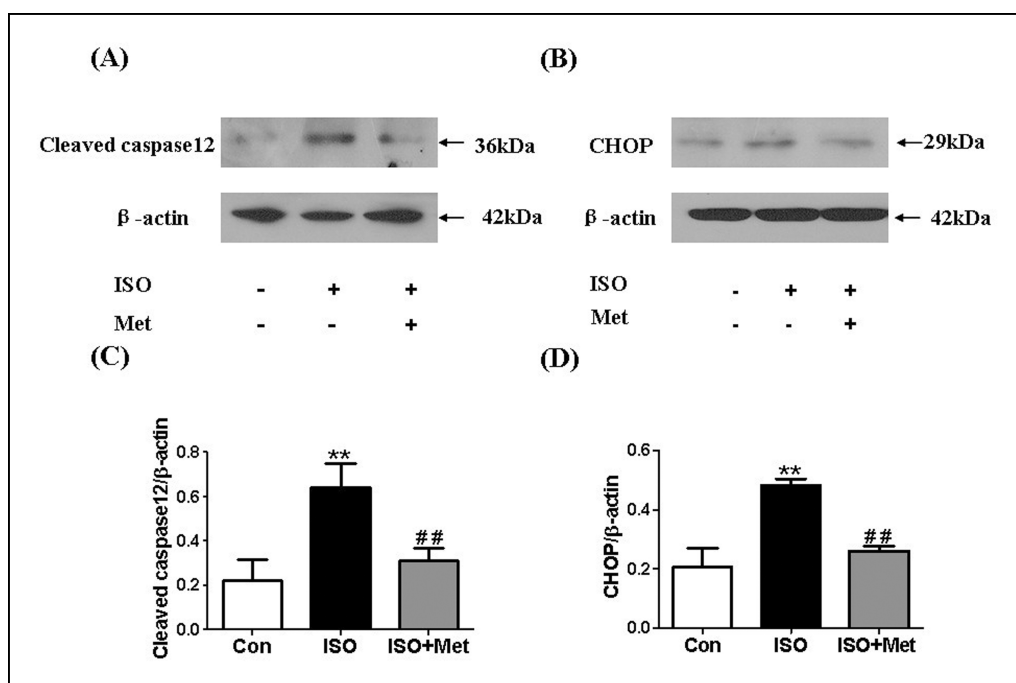 (A)
(B)
Cleaved caspase12
36kDa
CHOP
29kDa
β-actin
42kDa
β-actin
42kDa
ISO - + +
Met - - +
ISO - + +
Met - - +
(C)
(D)
Cleaved caspase12/β-actin
0.8
0.6
0.4
0.2
0.0
**
##
Con ISO ISO+Met
CHOP/β-actin
0.6
0.4
0.2
0.0
**
##
Con ISO ISO+Met